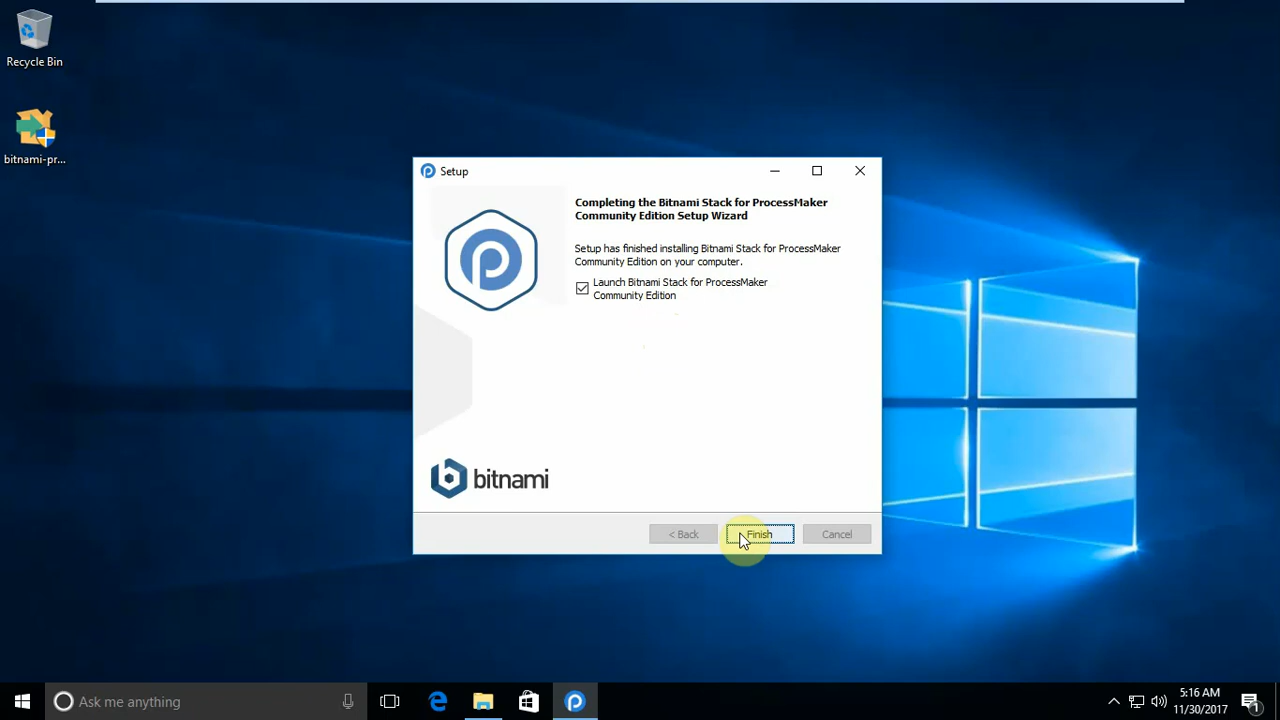 Recycle Bin
bitnami-pr...
Setup
Completing the Bitnami Stack for ProcessMaker
Community Edition Setup Wizard
Setup has finished installing Bitnami Stack for ProcessMaker
Community Edition on your computer.
Launch Bitnami Stack for ProcessMaker
Community Edition
bitnami
< Back
Finish
Cancel
Ask me anything
5:16 AM
11/30/2017
1